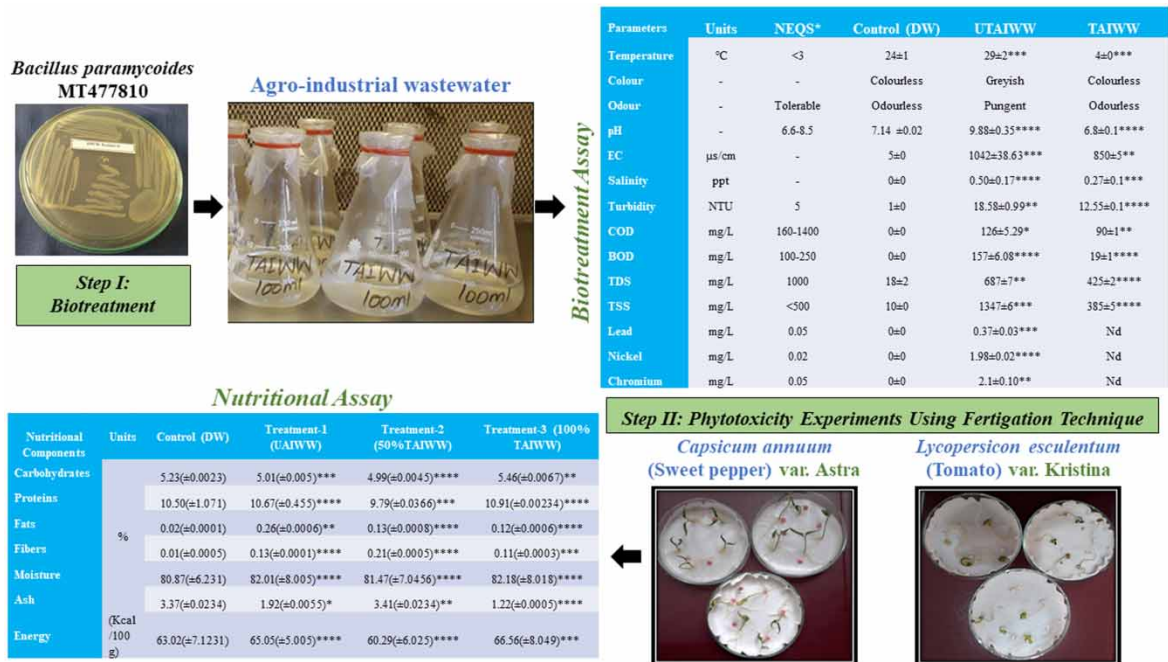 Bacillus paramycoides
MT477810
Step I:
Biotreatment
Agro-industrial wastewater
TAIWW
100ml
TAIWW
100ml
TAIWW
100ml
Biotreatment Assay
Parameters Units NEQS* Control (DW) UTAIWW TAIWW
Temperature °C <3 24±1 29±2*** 4±0***
Colour - - Colourless Greyish Colourless
Odour - Tolerable Odourless Pungent Odourless
pH - 6.6-8.5 7.14 ±0.02 9.88±0.35**** 6.8±0.1****
EC µs/cm - 5±0 1042±38.63*** 850±5**
Salinity ppt - 0±0 0.50±0.17**** 0.27±0.1***
Turbidity NTU 5 1±0 18.58±0.99** 12.55±0.1****
COD mg/L 160-1400 0±0 126±5.29* 90±1**
BOD mg/L 100-250 0±0 157±6.08**** 19±1****
TDS mg/L 1000 18±2 687±7** 425±2****
TSS mg/L <500 10±0 1347±6*** 385±5****
Lead mg/L 0.05 0±0 0.37±0.03*** Nd
Nickel mg/L 0.02 0±0 1.98±0.02**** Nd
Chromium mg/L 0.05 0±0 2.1±0.10** Nd
Step II: Phytotoxicity Experiments Using Fertigation Technique
Capsicum annuum
(Sweet pepper) var. Astra
Lycopersicon esculentum
(Tomato) var. Kristina
Nutritional Assay
Nutritional Components Units Control (DW) Treatment-1 (UAIWW) Treatment-2 (50%TAIWW) Treatment-3 (100% TAIWW)
Carbohydrates 5.23(±0.0023) 5.01(±0.005)*** 4.99(±0.0045)**** 5.46(±0.0067)**
Proteins 10.50(±1.071) 10.67(±0.455)**** 9.79(±0.0366)*** 10.91(±0.00234)****
Fats 0.02(±0.0001) 0.26(±0.0006)** 0.13(±0.0008)**** 0.12(±0.0006)****
%
Fibers 0.01(±0.0005) 0.13(±0.0001)**** 0.21(±0.0005)**** 0.11(±0.0003)***
Moisture 80.87(±6.231) 82.01(±8.005)**** 81.47(±7.0456)**** 82.18(±8.018)****
Ash 3.37(±0.0234) 1.92(±0.0055)* 3.41(±0.0234)** 1.22(±0.0005)****
Energy (Kcal /100 g) 63.02(±7.1231) 65.05(±5.005)**** 60.29(±6.025)**** 66.56(±8.049)***